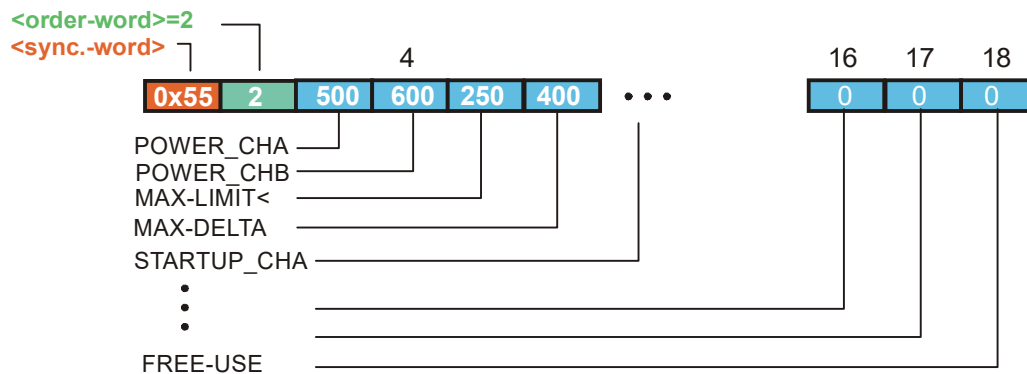 <order-word>=2
<sync.-word>
4 16 17 18
0x55 2 500 600 250 400 ••• 0 0 0
POWER_CHA
POWER_CHB
MAX-LIMIT<
MAX-DELTA
STARTUP_CHA
FREE-USE